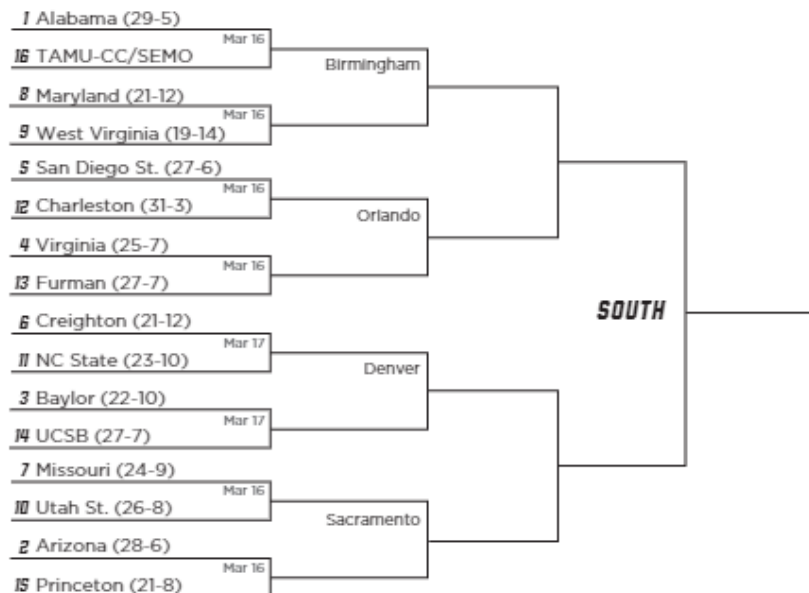 1 Alabama (29-5)
Mar 16
16 TAMU-CC/SEMO
Birmingham
8 Maryland (21-12)
Mar 16
9 West Virginia (19-14)
5 San Diego St. (27-6)
Mar 16
12 Charleston (31-3)
Orlando
4 Virginia (25-7)
Mar 16
13 Furman (27-7)
SOUTH
6 Creighton (21-12)
Mar 17
11 NC State (23-10)
Denver
3 Baylor (22-10)
Mar 17
14 UCSB (27-7)
7 Missouri (24-9)
Mar 16
10 Utah St. (26-8)
Sacramento
2 Arizona (28-6)
Mar 16
15 Princeton (21-8)